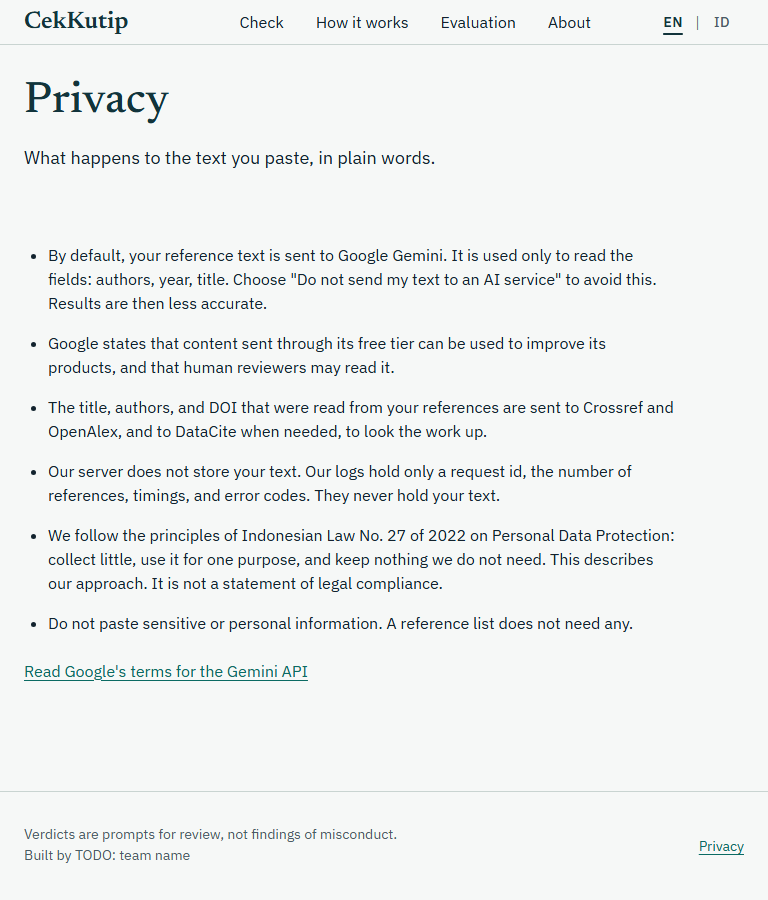 CekKutip
Check
How it works
Evaluation
About
EN | ID
Privacy
What happens to the text you paste, in plain words.
• By default, your reference text is sent to Google Gemini. It is used only to read the
fields: authors, year, title. Choose "Do not send my text to an AI service" to avoid this.
Results are then less accurate.
• Google states that content sent through its free tier can be used to improve its
products, and that human reviewers may read it.
• The title, authors, and DOI that were read from your references are sent to Crossref and
OpenAlex, and to DataCite when needed, to look the work up.
• Our server does not store your text. Our logs hold only a request id, the number of
references, timings, and error codes. They never hold your text.
• We follow the principles of Indonesian Law No. 27 of 2022 on Personal Data Protection:
collect little, use it for one purpose, and keep nothing we do not need. This describes
our approach. It is not a statement of legal compliance.
• Do not paste sensitive or personal information. A reference list does not need any.
Read Google's terms for the Gemini API
Verdicts are prompts for review, not findings of misconduct.
Built by TODO: team name
Privacy